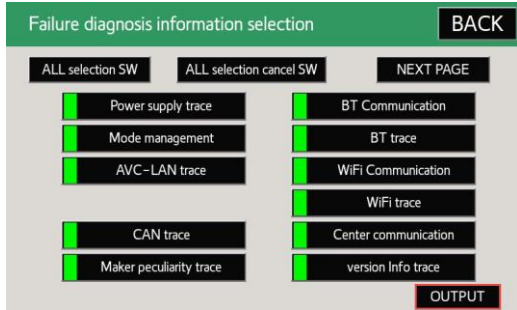 Failure diagnosis information selection BACK
ALL selection SW ALL selection cancel SW NEXT PAGE
Power supply trace BT Communication
Mode management BT trace
AVC-LAN trace WiFi Communication
WiFi trace
CAN trace Center communication
Maker peculiarity trace version Info trace
OUTPUT